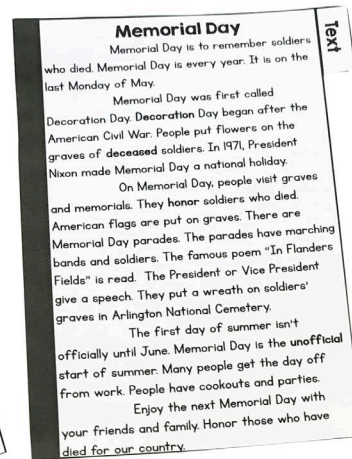 Memorial Day
Text
Memorial Day is to remember soldiers
who died. Memorial Day is every year. It is on the
last Monday of May.
Memorial Day was first called
Decoration Day. Decoration Day began after the
American Civil War. People put flowers on the
graves of deceased soldiers. In 1971, President
Nixon made Memorial Day a national holiday.
On Memorial Day, people visit graves
and memorials. They honor soldiers who died.
American flags are put on graves. There are
Memorial Day parades. The parades have marching
bands and soldiers. The famous poem "In Flanders
Fields" is read. The President or Vice President
give a speech. They put a wreath on soldiers'
graves in Arlington National Cemetery.
The first day of summer isn't
officially until June. Memorial Day is the unofficial
start of summer. Many people get the day off
from work. People have cookouts and parties.
Enjoy the next Memorial Day with
your friends and family. Honor those who have
died for our country.